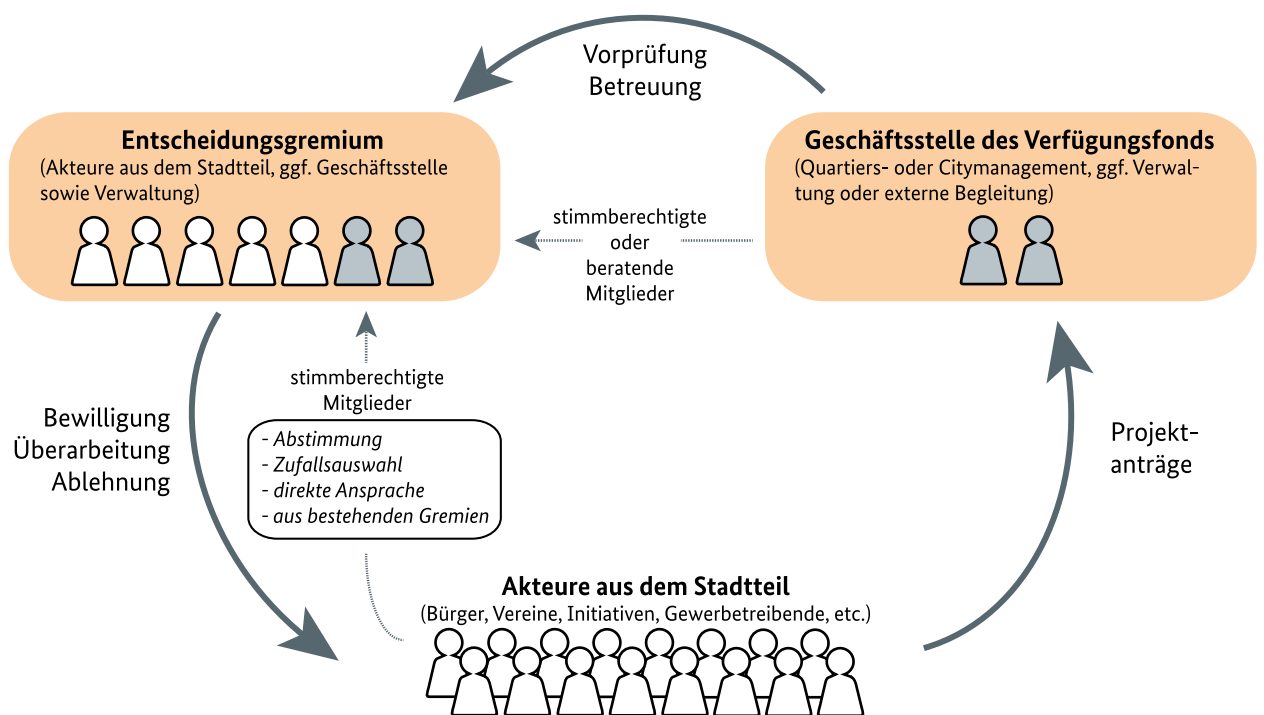 Vorprüfung
Betreuung
Entscheidungsgremium
(Akteure aus dem Stadtteil, ggf. Geschäftsstelle
sowie Verwaltung)
Geschäftsstelle des Verfügungsfonds
(Quartiers- oder Citymanagement, ggf. Verwal-
tung oder externe Begleitung)
stimmberechtigte
oder
beratende
Mitglieder
stimmberechtigte
Mitglieder
- Abstimmung
- Zufallsauswahl
- direkte Ansprache
- aus bestehenden Gremien
Bewilligung
Überarbeitung
Ablehnung
Projekt-
anträge
Akteure aus dem Stadtteil
(Bürger, Vereine, Initiativen, Gewerbetreibende, etc.)